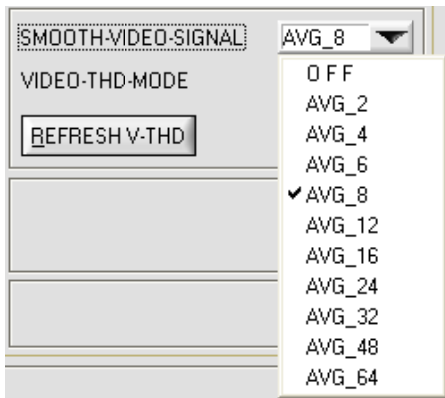 SMOOTH-VIDEO-SIGNAL AVG_8
VIDEO-THD-MODE
REFRESH V-THD
OFF
AVG_2
AVG_4
AVG_6
AVG_8
AVG_12
AVG_16
AVG_24
AVG_32
AVG_48
AVG_64